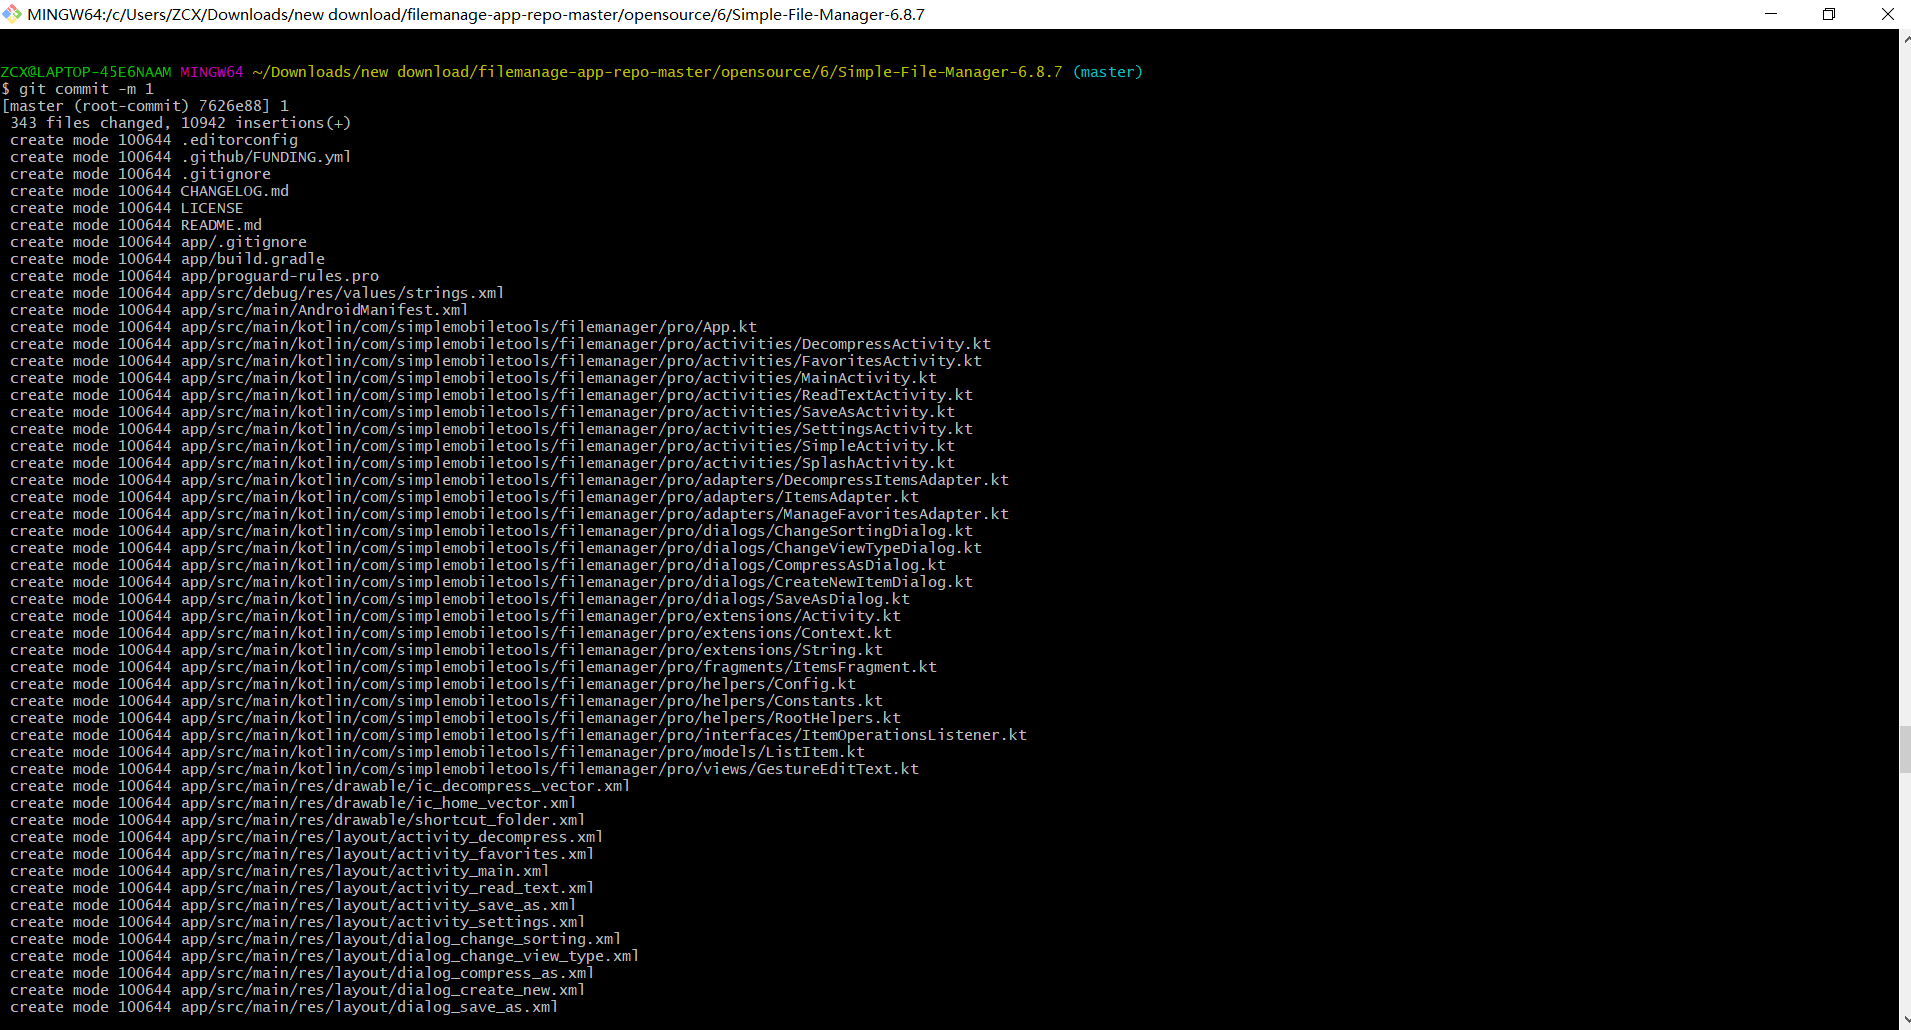 MINGW64:/c/Users/ZCX/Downloads/new download/filemanage-app-repo-master/opensource/6/Simple-File-Manager-6.8.7
ZCX@LAPTOP-45E6NAAM MINGW64 ~/Downloads/new download/filemanage-app-repo-master/opensource/6/Simple-File-Manager-6.8.7 (master)
$ git commit -m 1
[master (root-commit) 7626e88] 1
 343 files changed, 10942 insertions(+)
 create mode 100644 .editorconfig
 create mode 100644 .github/FUNDING.yml
 create mode 100644 .gitignore
 create mode 100644 CHANGELOG.md
 create mode 100644 LICENSE
 create mode 100644 README.md
 create mode 100644 app/.gitignore
 create mode 100644 app/build.gradle
 create mode 100644 app/proguard-rules.pro
 create mode 100644 app/src/debug/res/values/strings.xml
 create mode 100644 app/src/main/AndroidManifest.xml
 create mode 100644 app/src/main/kotlin/com/simplemobiletools/filemanager/pro/App.kt
 create mode 100644 app/src/main/kotlin/com/simplemobiletools/filemanager/pro/activities/DecompressActivity.kt
 create mode 100644 app/src/main/kotlin/com/simplemobiletools/filemanager/pro/activities/FavoritesActivity.kt
 create mode 100644 app/src/main/kotlin/com/simplemobiletools/filemanager/pro/activities/MainActivity.kt
 create mode 100644 app/src/main/kotlin/com/simplemobiletools/filemanager/pro/activities/ReadTextActivity.kt
 create mode 100644 app/src/main/kotlin/com/simplemobiletools/filemanager/pro/activities/SaveAsActivity.kt
 create mode 100644 app/src/main/kotlin/com/simplemobiletools/filemanager/pro/activities/SettingsActivity.kt
 create mode 100644 app/src/main/kotlin/com/simplemobiletools/filemanager/pro/activities/SimpleActivity.kt
 create mode 100644 app/src/main/kotlin/com/simplemobiletools/filemanager/pro/activities/SplashActivity.kt
 create mode 100644 app/src/main/kotlin/com/simplemobiletools/filemanager/pro/adapters/DecompressItemsAdapter.kt
 create mode 100644 app/src/main/kotlin/com/simplemobiletools/filemanager/pro/adapters/ItemsAdapter.kt
 create mode 100644 app/src/main/kotlin/com/simplemobiletools/filemanager/pro/adapters/ManageFavoritesAdapter.kt
 create mode 100644 app/src/main/kotlin/com/simplemobiletools/filemanager/pro/dialogs/ChangeSortingDialog.kt
 create mode 100644 app/src/main/kotlin/com/simplemobiletools/filemanager/pro/dialogs/ChangeViewTypeDialog.kt
 create mode 100644 app/src/main/kotlin/com/simplemobiletools/filemanager/pro/dialogs/CompressAsDialog.kt
 create mode 100644 app/src/main/kotlin/com/simplemobiletools/filemanager/pro/dialogs/CreateNewItemDialog.kt
 create mode 100644 app/src/main/kotlin/com/simplemobiletools/filemanager/pro/dialogs/SaveAsDialog.kt
 create mode 100644 app/src/main/kotlin/com/simplemobiletools/filemanager/pro/extensions/Activity.kt
 create mode 100644 app/src/main/kotlin/com/simplemobiletools/filemanager/pro/extensions/Context.kt
 create mode 100644 app/src/main/kotlin/com/simplemobiletools/filemanager/pro/extensions/String.kt
 create mode 100644 app/src/main/kotlin/com/simplemobiletools/filemanager/pro/fragments/ItemsFragment.kt
 create mode 100644 app/src/main/kotlin/com/simplemobiletools/filemanager/pro/helpers/Config.kt
 create mode 100644 app/src/main/kotlin/com/simplemobiletools/filemanager/pro/helpers/Constants.kt
 create mode 100644 app/src/main/kotlin/com/simplemobiletools/filemanager/pro/helpers/RootHelpers.kt
 create mode 100644 app/src/main/kotlin/com/simplemobiletools/filemanager/pro/interfaces/ItemOperationsListener.kt
 create mode 100644 app/src/main/kotlin/com/simplemobiletools/filemanager/pro/models/ListItem.kt
 create mode 100644 app/src/main/kotlin/com/simplemobiletools/filemanager/pro/views/GestureEditText.kt
 create mode 100644 app/src/main/res/drawable/ic_decompress_vector.xml
 create mode 100644 app/src/main/res/drawable/ic_home_vector.xml
 create mode 100644 app/src/main/res/drawable/shortcut_folder.xml
 create mode 100644 app/src/main/res/layout/activity_decompress.xml
 create mode 100644 app/src/main/res/layout/activity_favorites.xml
 create mode 100644 app/src/main/res/layout/activity_main.xml
 create mode 100644 app/src/main/res/layout/activity_read_text.xml
 create mode 100644 app/src/main/res/layout/activity_save_as.xml
 create mode 100644 app/src/main/res/layout/activity_settings.xml
 create mode 100644 app/src/main/res/layout/dialog_change_sorting.xml
 create mode 100644 app/src/main/res/layout/dialog_change_view_type.xml
 create mode 100644 app/src/main/res/layout/dialog_compress_as.xml
 create mode 100644 app/src/main/res/layout/dialog_create_new.xml
 create mode 100644 app/src/main/res/layout/dialog_save_as.xml